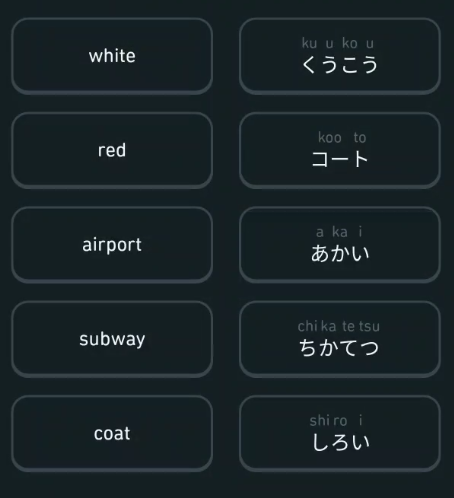 white
ku u ko u
くうこう
red
koo to
コート
airport
a ka i
あかい
subway
chi ka te tsu
ちかてつ
coat
shi ro i
しろい